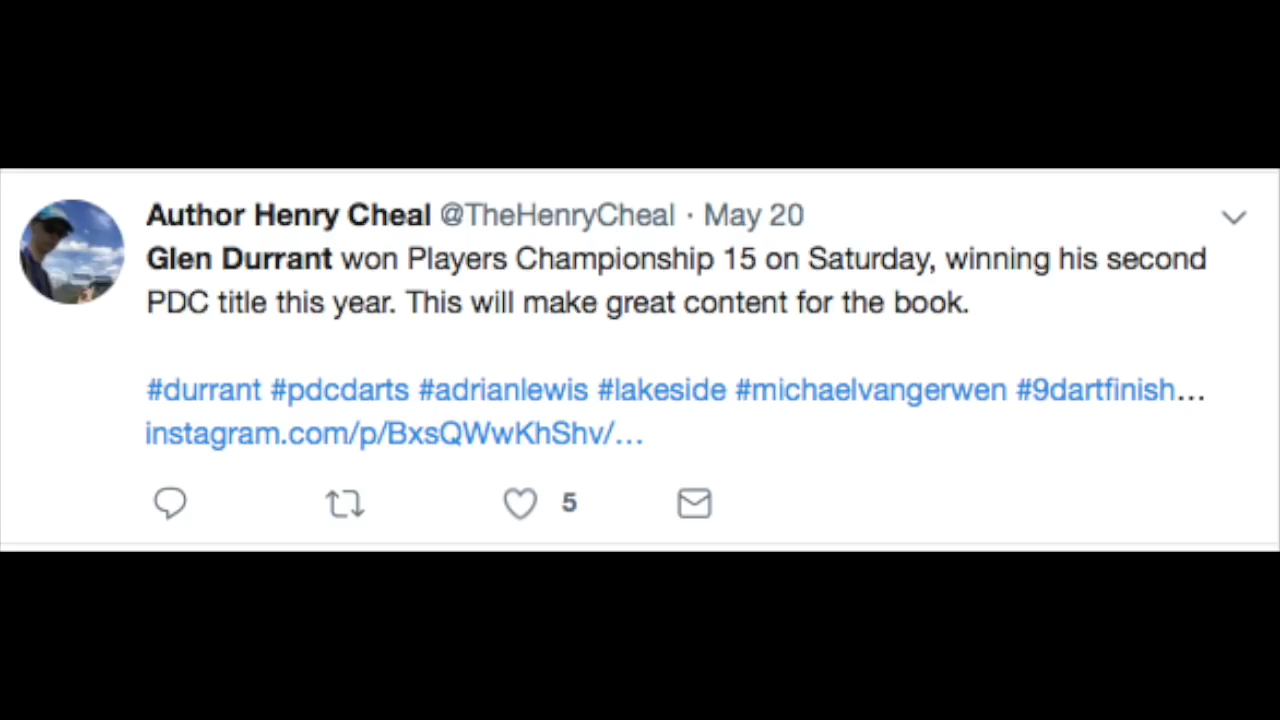 Author Henry Cheal @TheHenryCheal · May 20
Glen Durrant won Players Championship 15 on Saturday, winning his second
PDC title this year. This will make great content for the book.
#durrant #pdcdarts #adrianlewis #lakeside #michaelvangerwen #9dartfinish…
instagram.com/p/BxsQWwKhShv/…
5